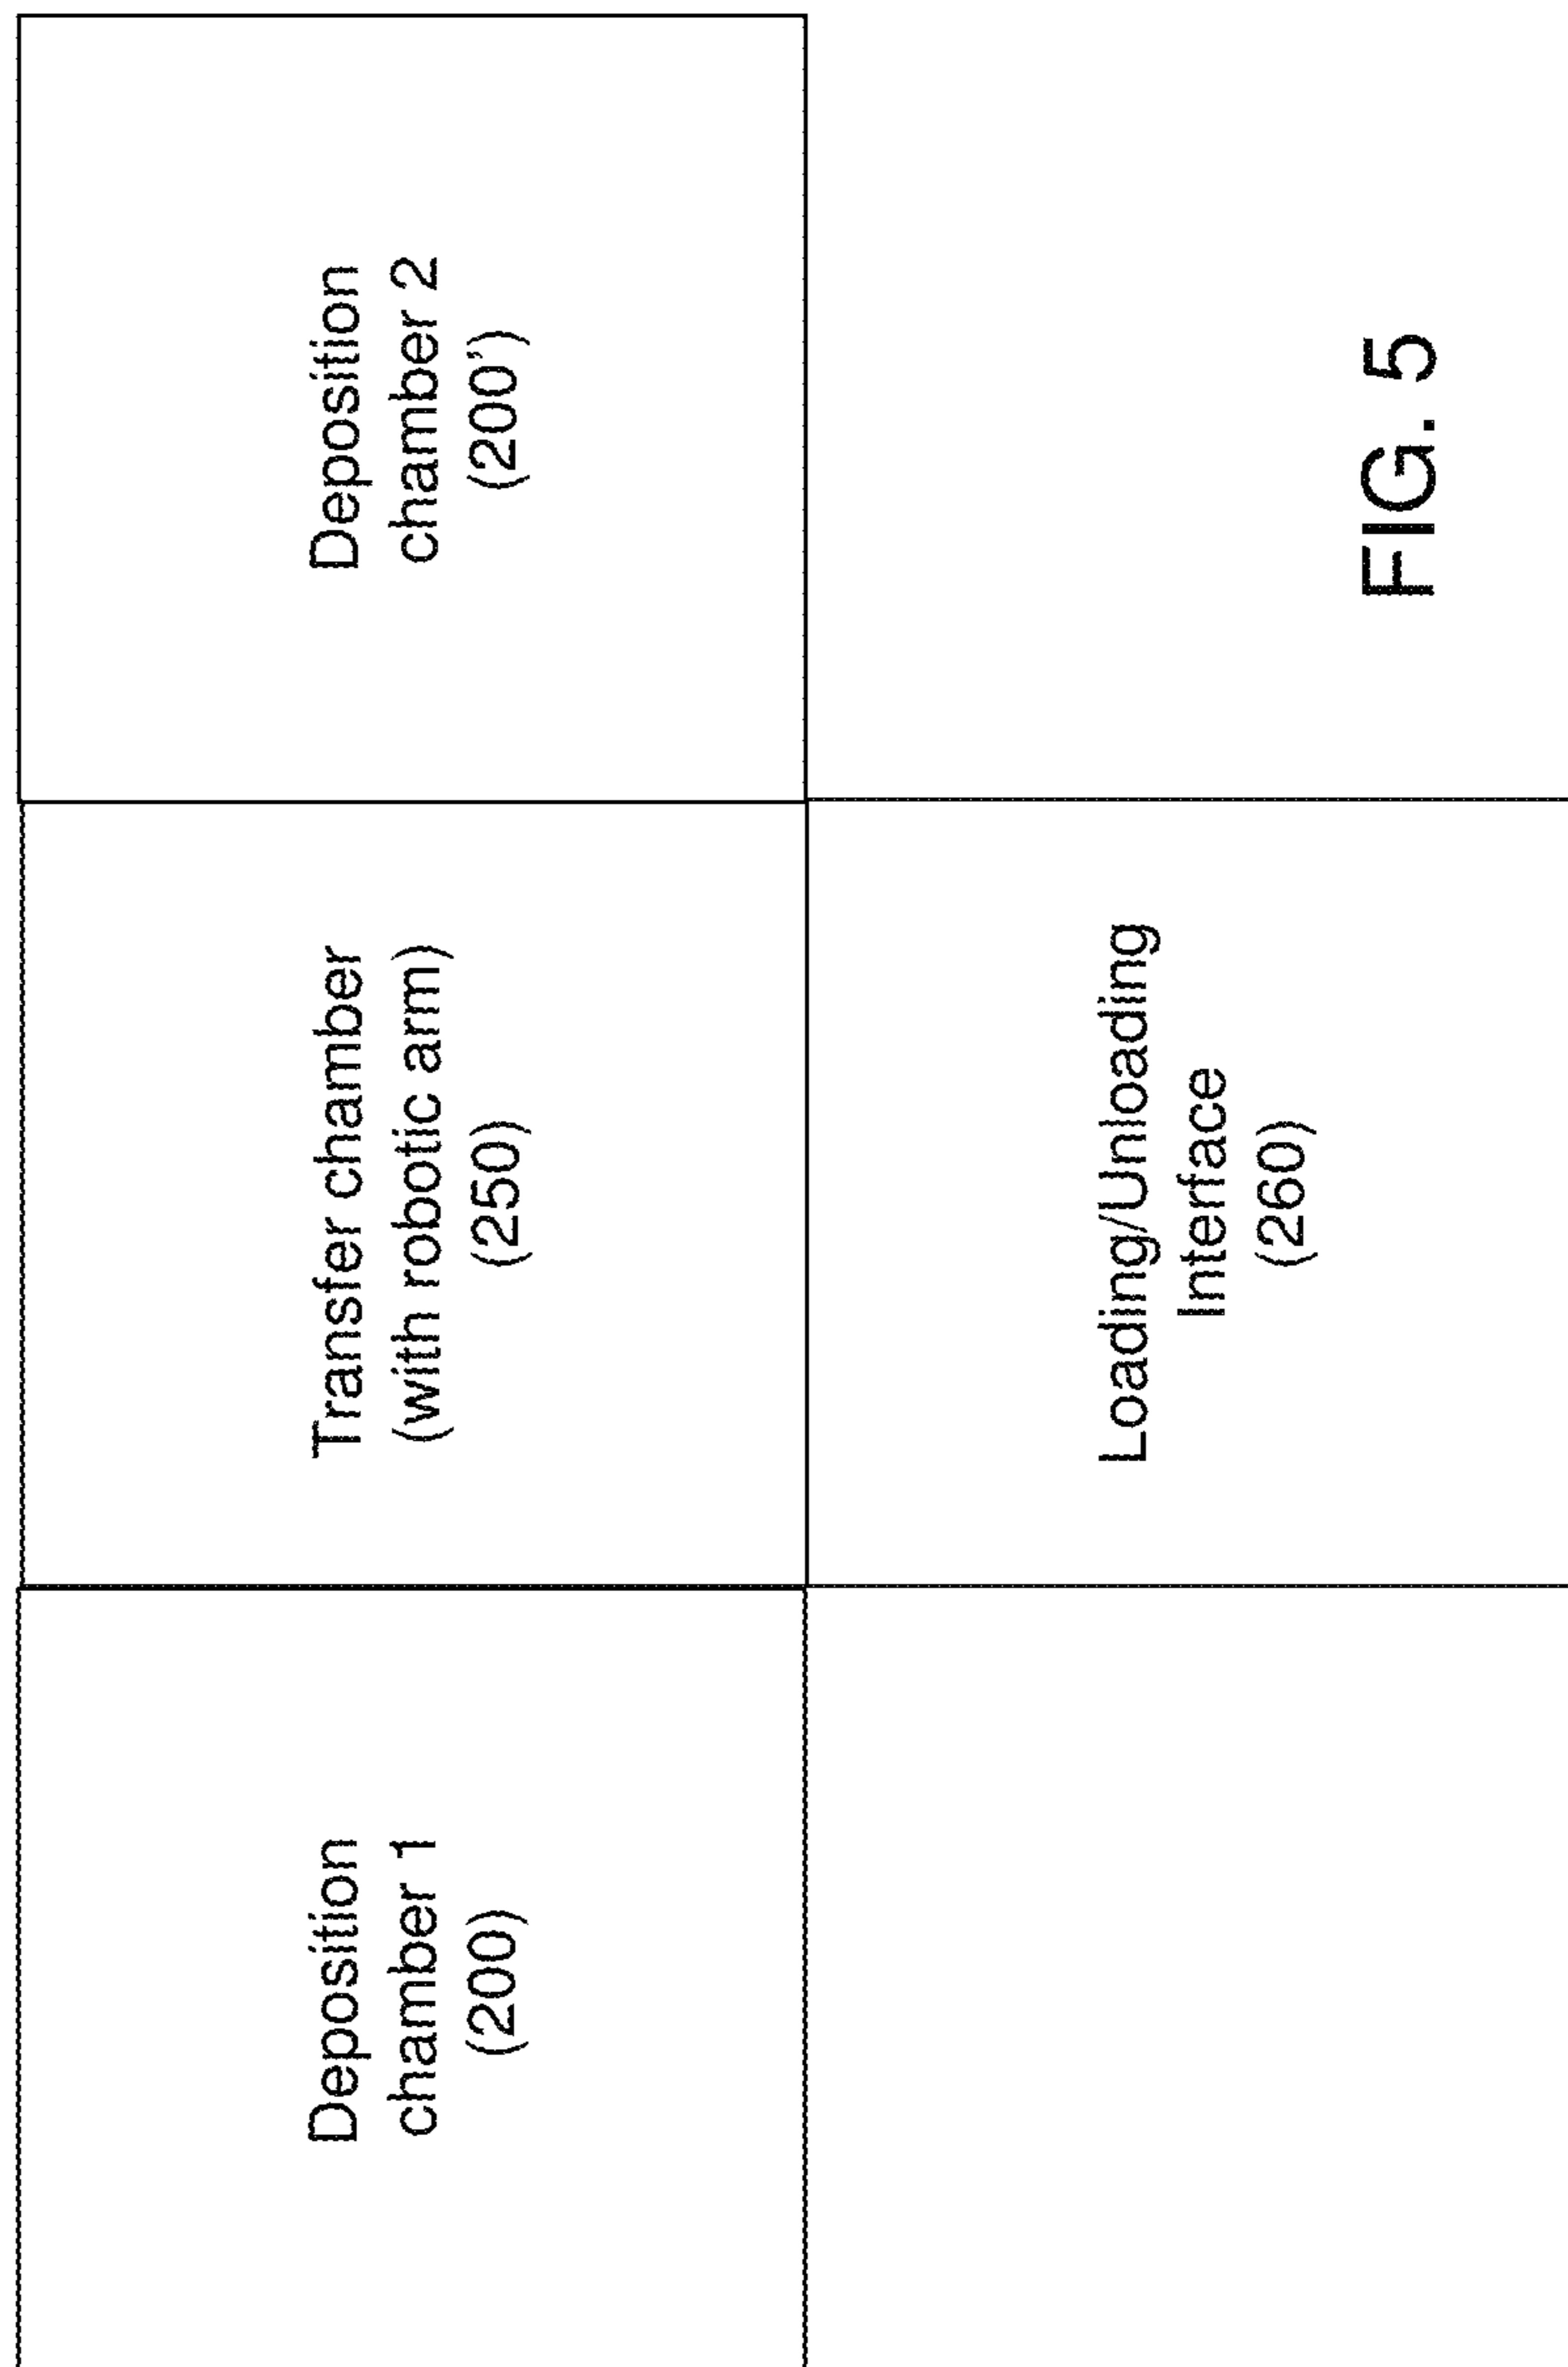 Deposition
chamber 1
(200)
Transfer chamber
(with robotic arm)
(250)
Deposition
chamber 2
(200')
Loading/Unloading
Interface
(260)
FIG. 5